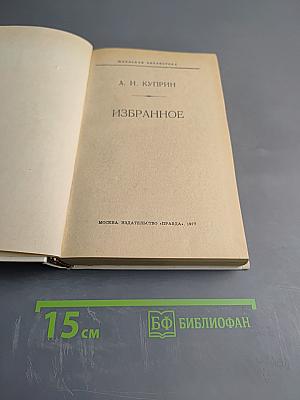 ШКОЛЬНАЯ БИБЛИОТЕКА
А. И. КУПРИН
ИЗБРАННОЕ
МОСКВА. ИЗДАТЕЛЬСТВО «ПРАВДА», 1977
15 см
БФ БИБЛИОФАН